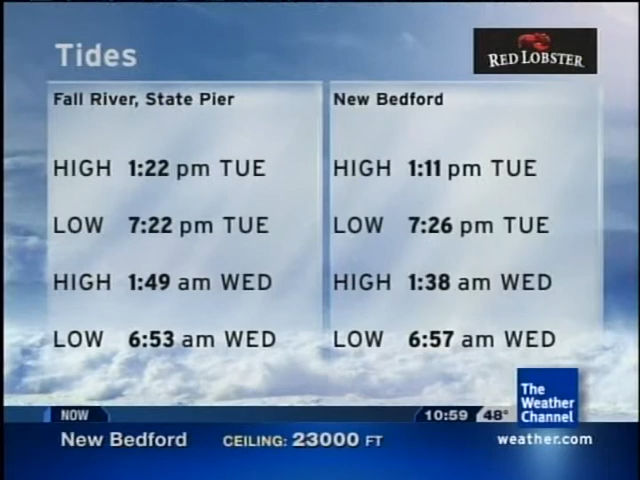 Tides
RED LOBSTER
Fall River, State Pier
HIGH 1:22 pm TUE
LOW 7:22 pm TUE
HIGH 1:49 am WED
LOW 6:53 am WED
New Bedford
HIGH 1:11 pm TUE
LOW 7:26 pm TUE
HIGH 1:38 am WED
LOW 6:57 am WED
NOW
10:59 48°
The
Weather
Channel
New Bedford CEILING: 23000 FT
weather.com